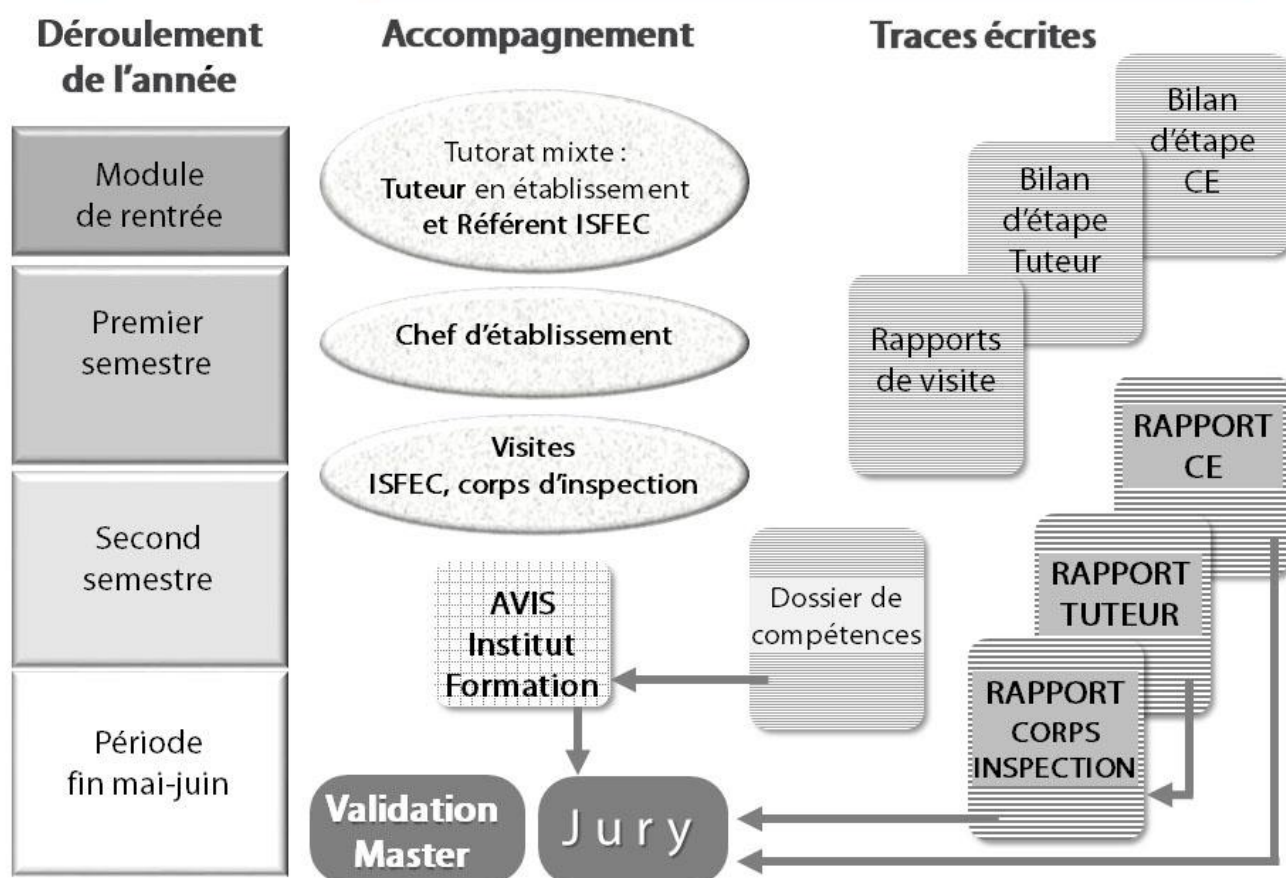 Déroulement
de l'année
Accompagnement
Traces écrites
Module
de rentrée
Premier
semestre
Second
semestre
Période
fin mai-juin
Tutorat mixte :
Tuteur en établissement
et Référent ISFEC
Chef d'établissement
Visites
ISFEC, corps d'inspection
AVIS
Institut
Formation
Dossier de
compétences
Validation
Master
Jury
Bilan
d'étape
CE
Bilan
d'étape
Tuteur
Rapports
de visite
RAPPORT
CE
RAPPORT
TUTEUR
RAPPORT
CORPS
INSPECTION